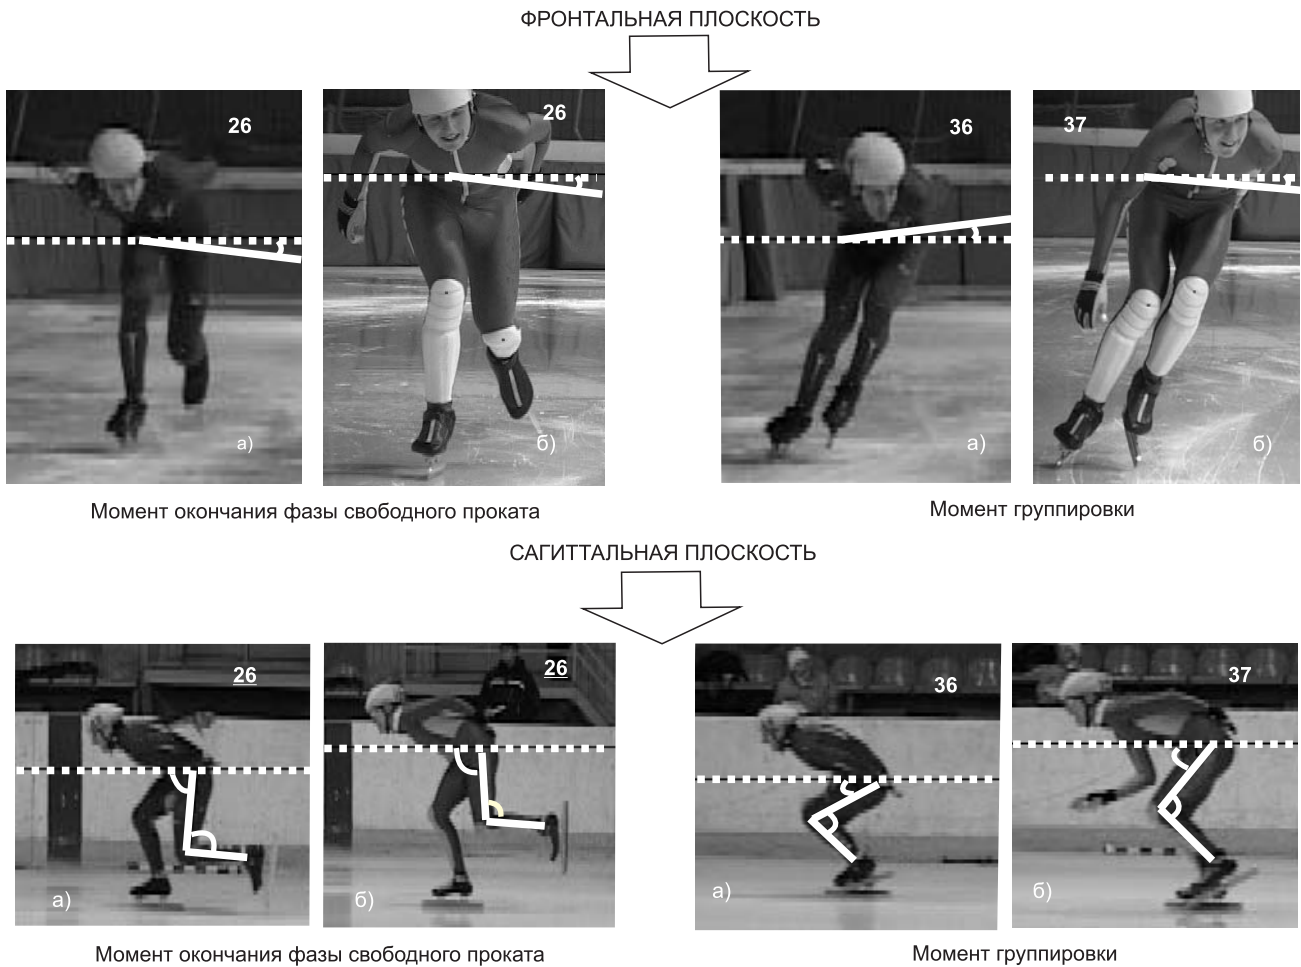 ФРОНТАЛЬНАЯ ПЛОСКОСТЬ
26
26
36
37
а)
б)
а)
б)
Момент окончания фазы свободного проката
Момент группировки
САГИТТАЛЬНАЯ ПЛОСКОСТЬ
26
26
36
37
а)
б)
а)
б)
Момент окончания фазы свободного проката
Момент группировки